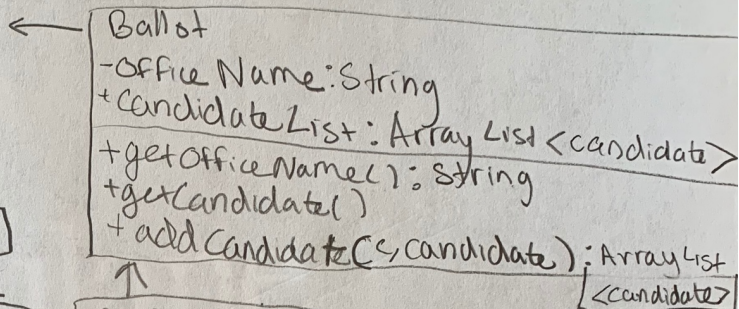 Ballot
-OfficeName:String
+CandidateList:ArrayList<candidate>
+getOfficeName():String
+getCandidate()
+addCandidate(c,candidate):ArrayList
<candidate>